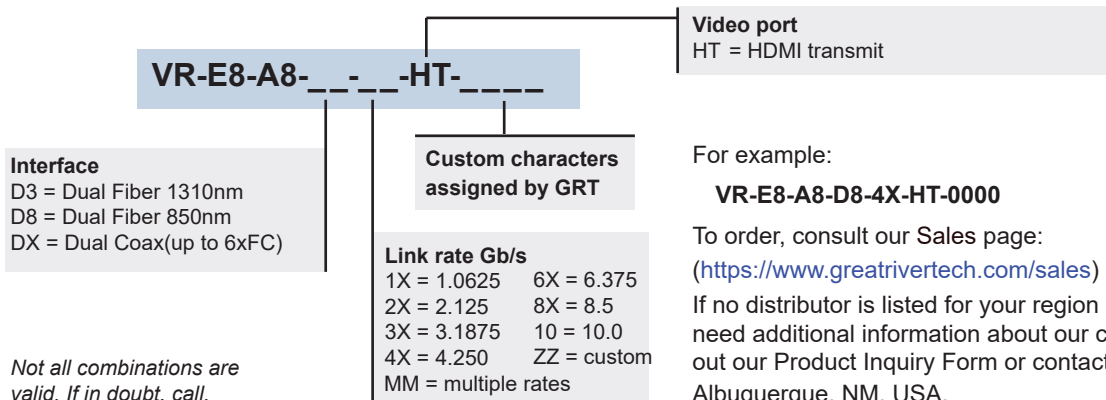 Video port
HT = HDMI transmit
VR-E8-A8-__-__-HT-____
Interface
D3 = Dual Fiber 1310nm
D8 = Dual Fiber 850nm
DX = Dual Coax(up to 6xFC)
Custom characters
assigned by GRT
Link rate Gb/s
1X = 1.0625 6X = 6.375
2X = 2.125 8X = 8.5
3X = 3.1875 10 = 10.0
4X = 4.250 ZZ = custom
MM = multiple rates
Not all combinations are
valid. If in doubt, call.
For example:
VR-E8-A8-D8-4X-HT-0000
To order, consult our Sales page:
(https://www.greatrivertech.com/sales)
If no distributor is listed for your region
need additional information about our c
out our Product Inquiry Form or contact
Albuquerque, NM, USA.